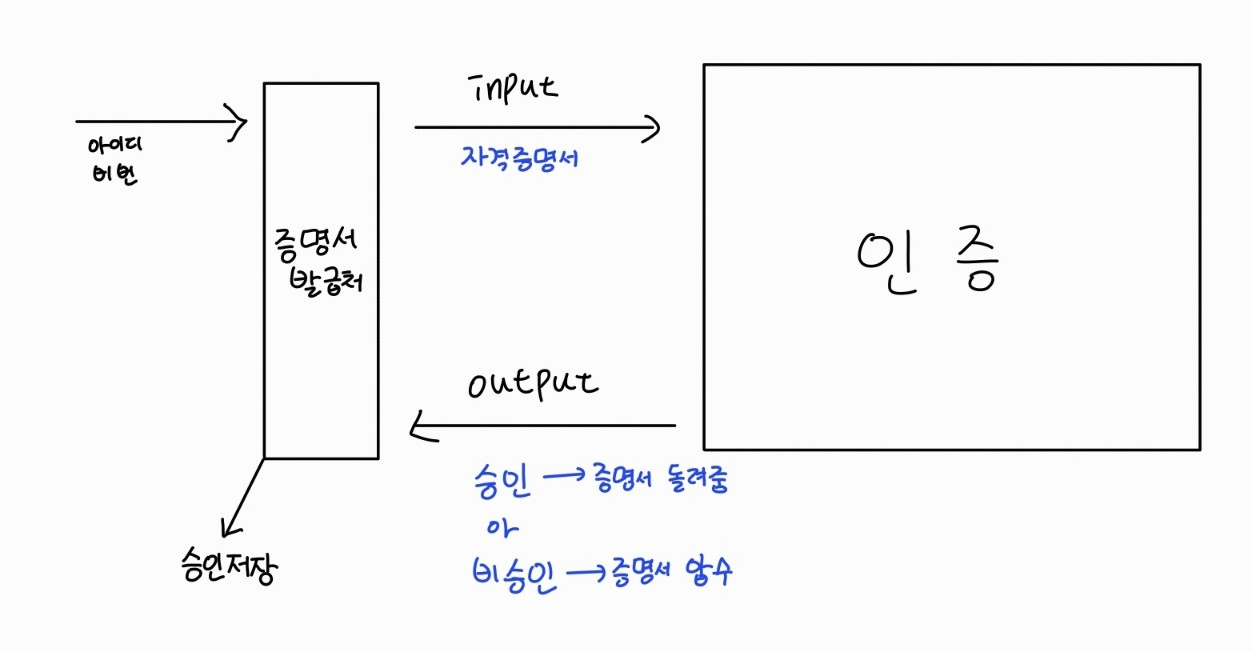 아이디
비번
증명서
발급처
input
자격증명서
인증
output
승인 → 증명서 돌려줌
아
비승인 → 증명서 압수
승인저장